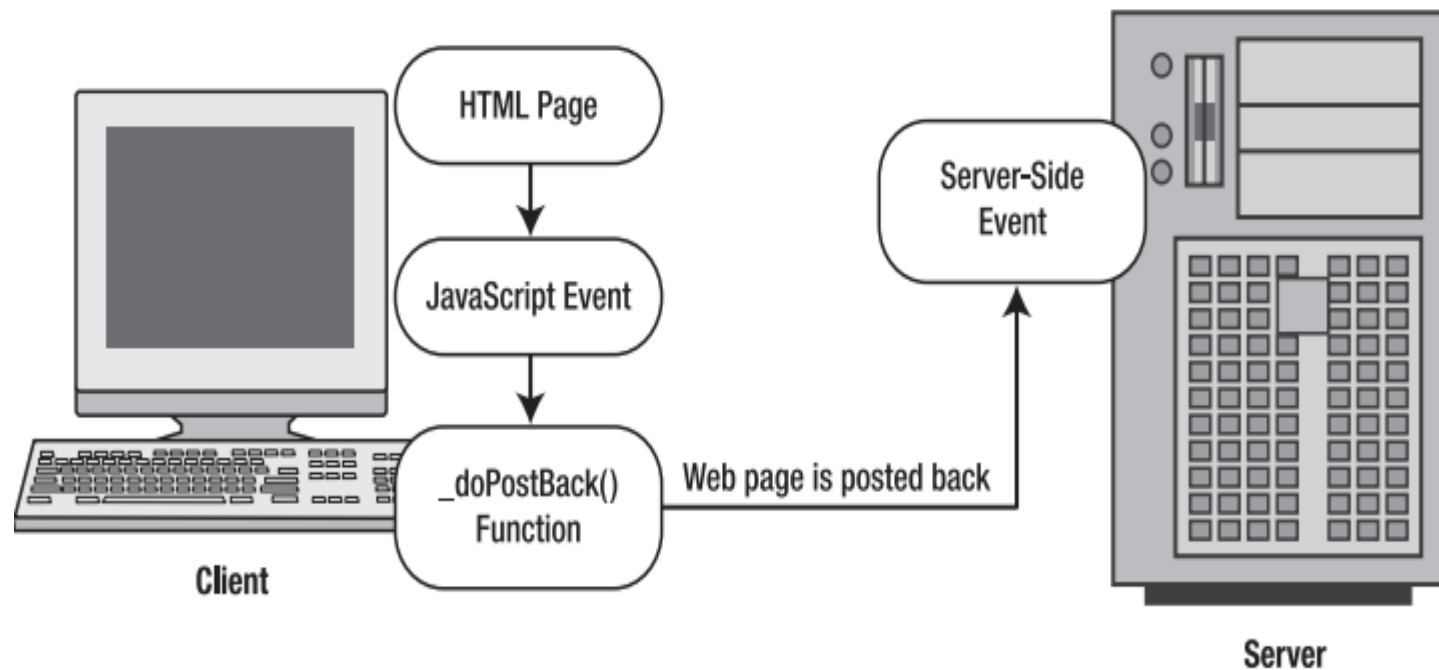 HTML Page
JavaScript Event
_doPostBack()
Function
Web page is posted back
Server-Side
Event
Client
Server